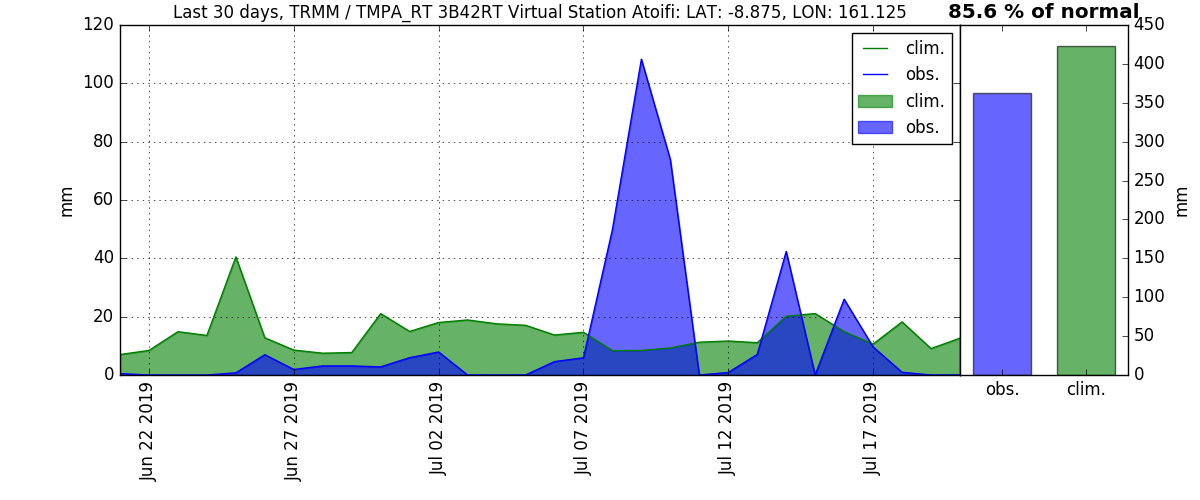 Last 30 days, TRMM / TMPA_RT 3B42RT Virtual Station Atoifi: LAT: -8.875, LON: 161.125
85.6 % of normal
mm
120
100
80
60
40
20
0
clim.
obs.
clim.
obs.
Jun 22 2019
Jun 27 2019
Jul 02 2019
Jul 07 2019
Jul 12 2019
Jul 17 2019
450
400
350
300
250
200
150
100
50
0
mm
obs.
clim.